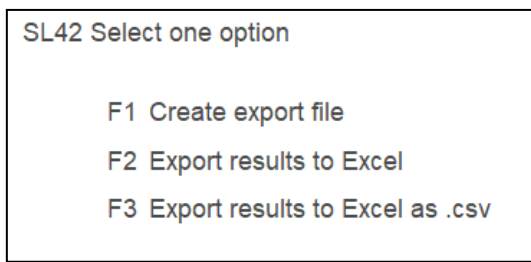 SL42 Select one option
F1 Create export file
F2 Export results to Excel
F3 Export results to Excel as .csv